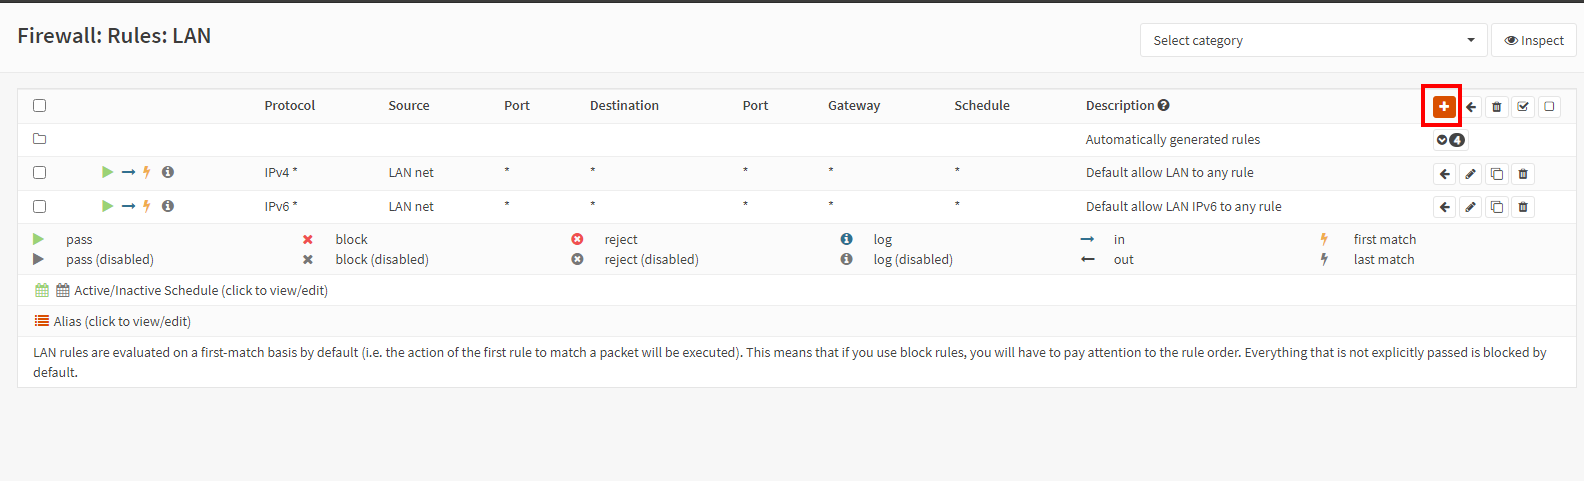 Firewall: Rules: LAN
Select category Inspect
Protocol Source Port Destination Port Gateway Schedule Description
Automatically generated rules 4
IPv4 * LAN net * * * * * Default allow LAN to any rule
IPv6 * LAN net * * * * * Default allow LAN IPv6 to any rule
pass block reject log in first match
pass (disabled) block (disabled) reject (disabled) log (disabled) out last match
Active/Inactive Schedule (click to view/edit)
Alias (click to view/edit)
LAN rules are evaluated on a first-match basis by default (i.e. the action of the first rule to match a packet will be executed). This means that if you use block rules, you will have to pay attention to the rule order. Everything that is not explicitly passed is blocked by
default.